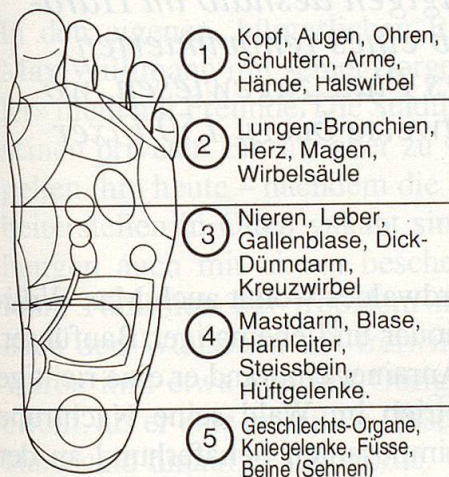 1 Kopf, Augen, Ohren,
Schultern, Arme,
Hände, Halswirbel
2 Lungen-Bronchien,
Herz, Magen,
Wirbelsäule
3 Nieren, Leber,
Gallenblase, Dick-
Dünndarm,
Kreuzwirbel
4 Mastdarm, Blase,
Harnleiter,
Steissbein,
Hüftgelenke.
5 Geschlechts-Organe,
Kniegelenke, Füsse,
Beine (Sehnen)